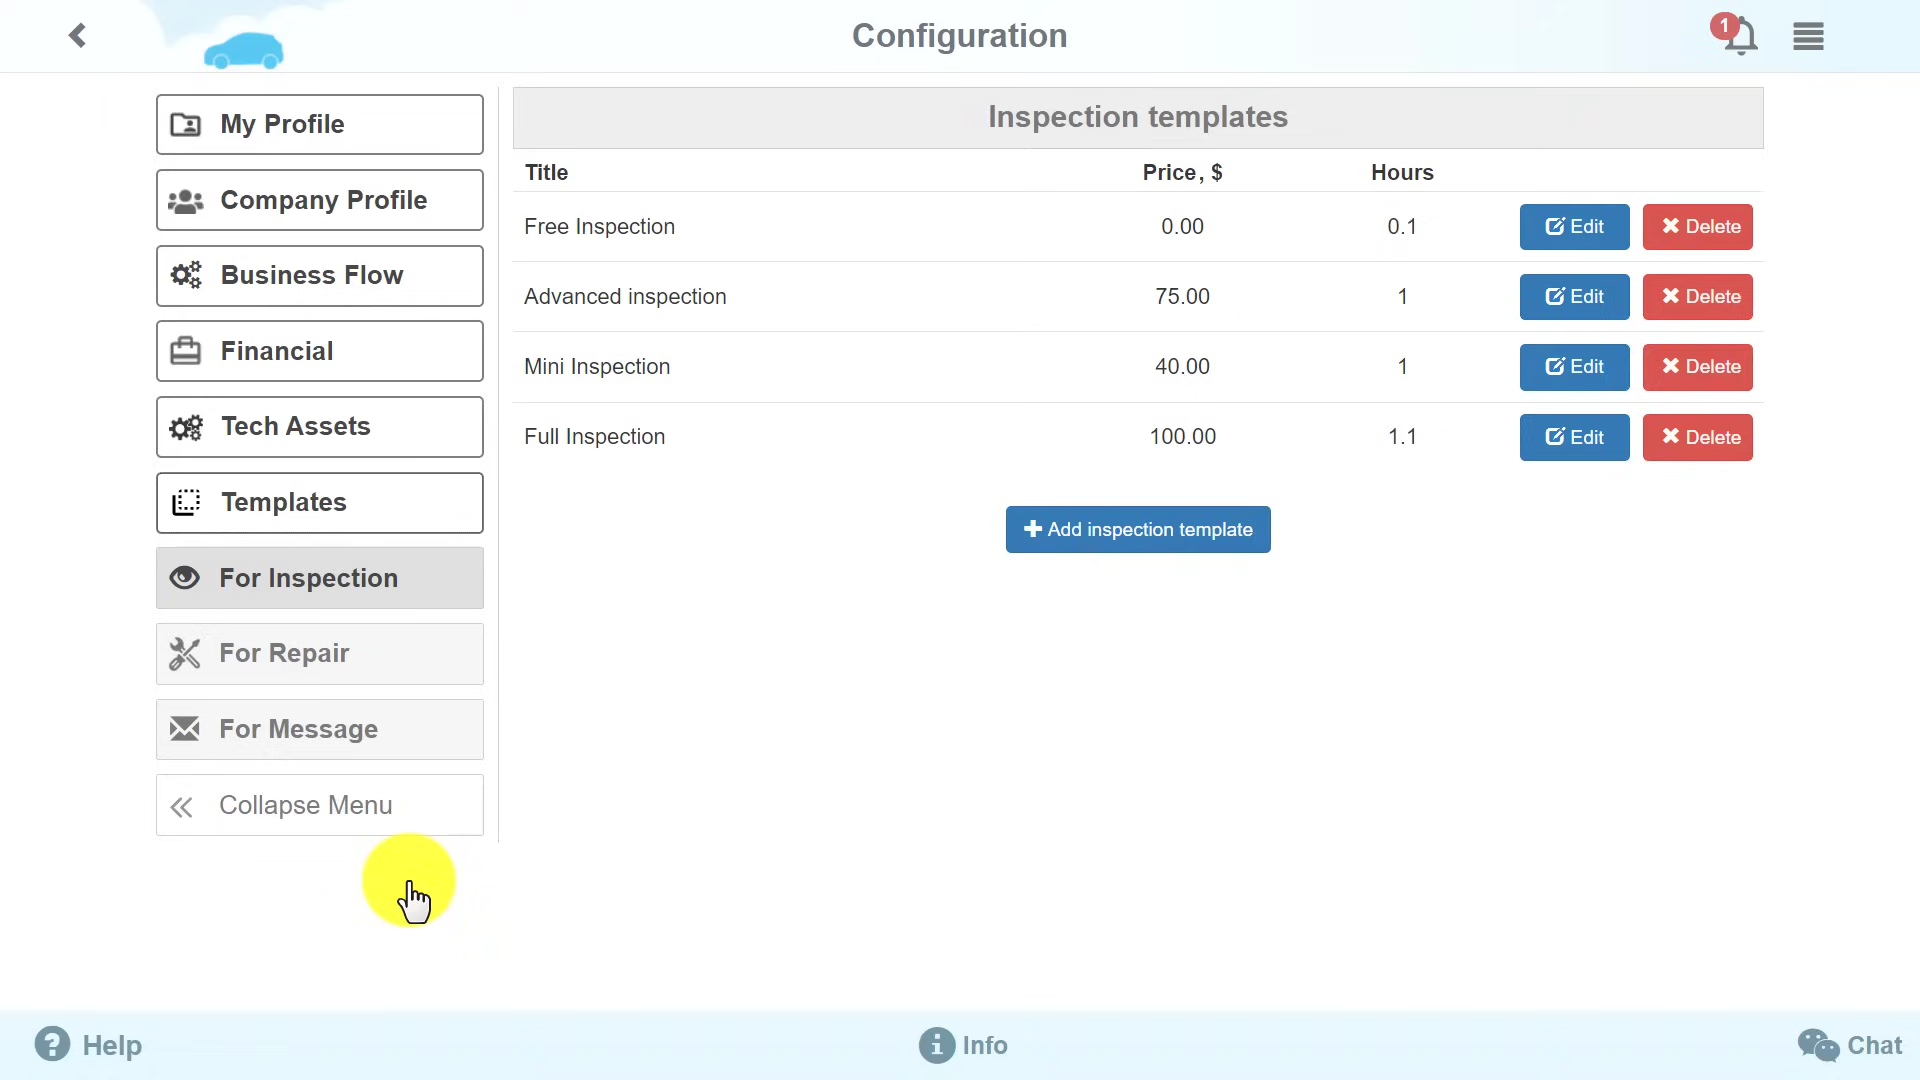 Configuration
1
My Profile
Company Profile
Business Flow
Financial
Tech Assets
Templates
For Inspection
For Repair
For Message
Collapse Menu
Inspection templates
Title Price, $ Hours
Free Inspection 0.00 0.1 Edit Delete
Advanced inspection 75.00 1 Edit Delete
Mini Inspection 40.00 1 Edit Delete
Full Inspection 100.00 1.1 Edit Delete
Add inspection template
Help Info Chat